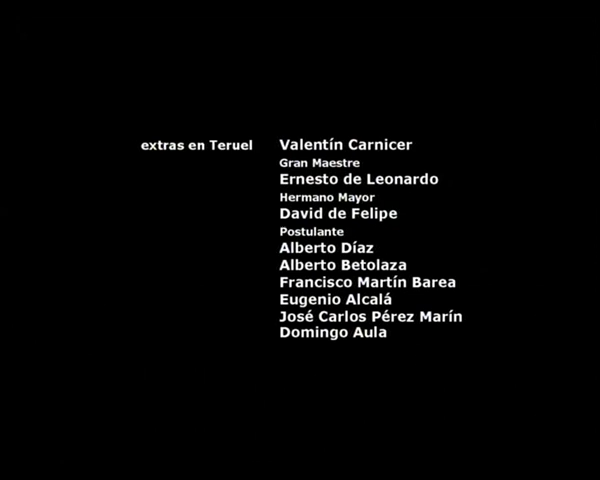 extras en Teruel Valentín Carnicer
Gran Maestre
Ernesto de Leonardo
Hermano Mayor
David de Felipe
Postulante
Alberto Díaz
Alberto Betolaza
Francisco Martín Barea
Eugenio Alcalá
José Carlos Pérez Marín
Domingo Aula